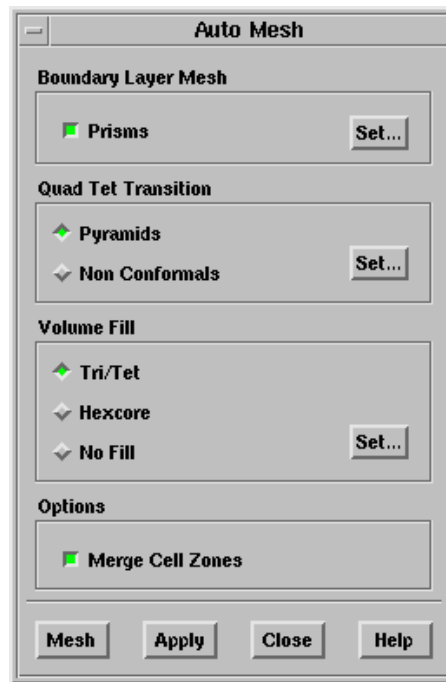 Auto Mesh
Boundary Layer Mesh
Prisms Set...
Quad Tet Transition
Pyramids
Non Conformals Set...
Volume Fill
Tri/Tet
Hexcore
No Fill Set...
Options
Merge Cell Zones
Mesh Apply Close Help